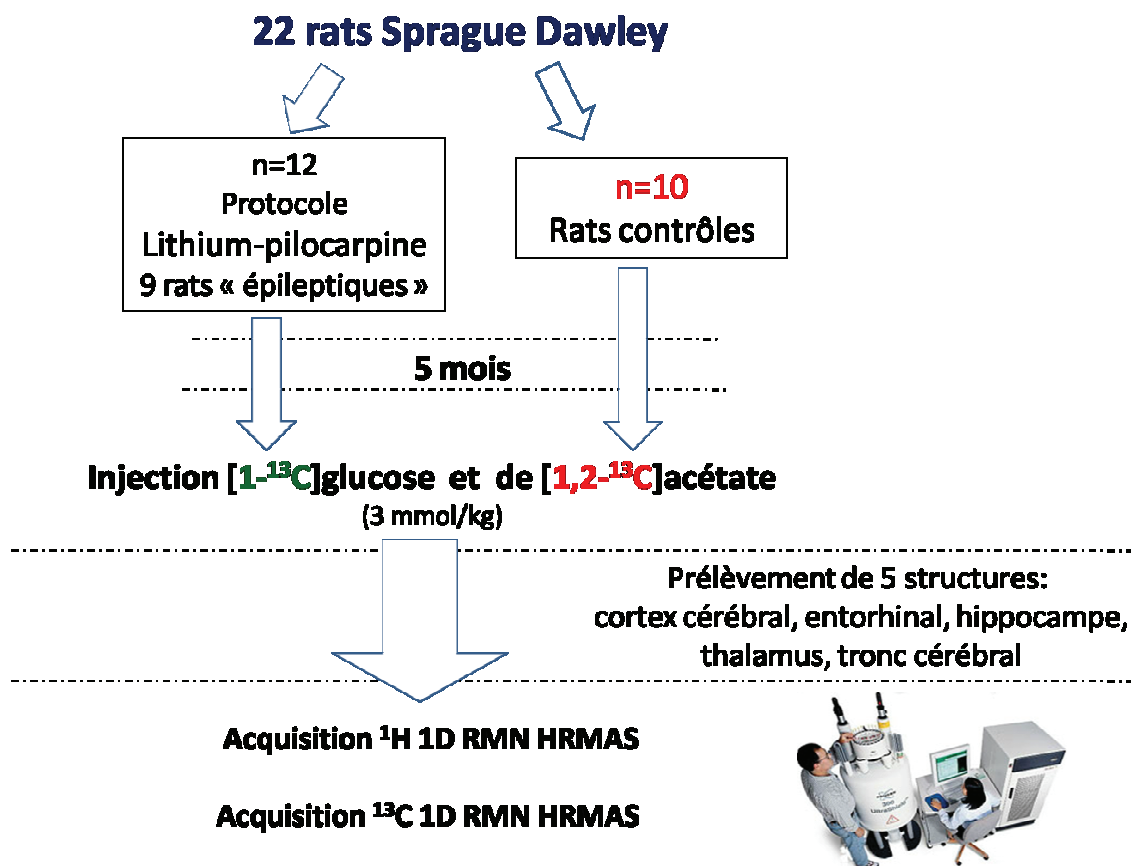 22 rats Sprague Dawley
n=12
Protocole
Lithium-pilocarpine
9 rats « épileptiques »
n=10
Rats contrôles
5 mois
Injection [1-¹³C]glucose et de [1,2-¹³C]acétate
(3 mmol/kg)
Prélèvement de 5 structures:
cortex cérébral, entorhinal, hippocampe,
thalamus, tronc cérébral
Acquisition ¹H 1D RMN HRMAS
Acquisition ¹³C 1D RMN HRMAS